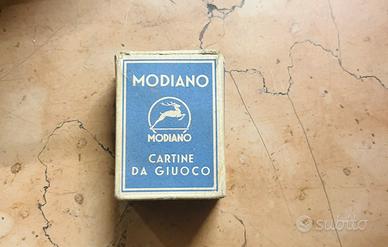 MODIANO
MODIANO
CARTINE
DA GIUOCO
subito